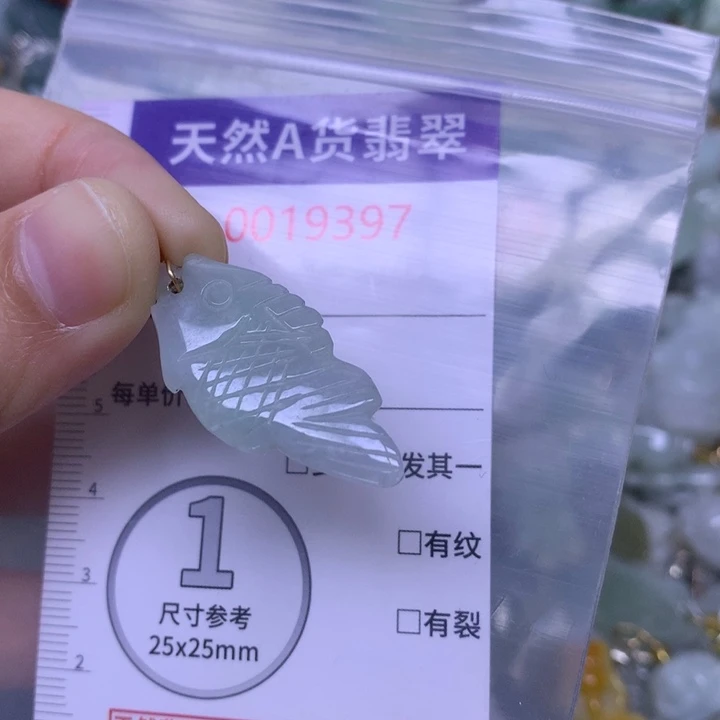 天然A货翡翠
0019397
每单价
发其一
5
4
□有纹
1
3
尺寸参考
□有裂
25x25mm
2